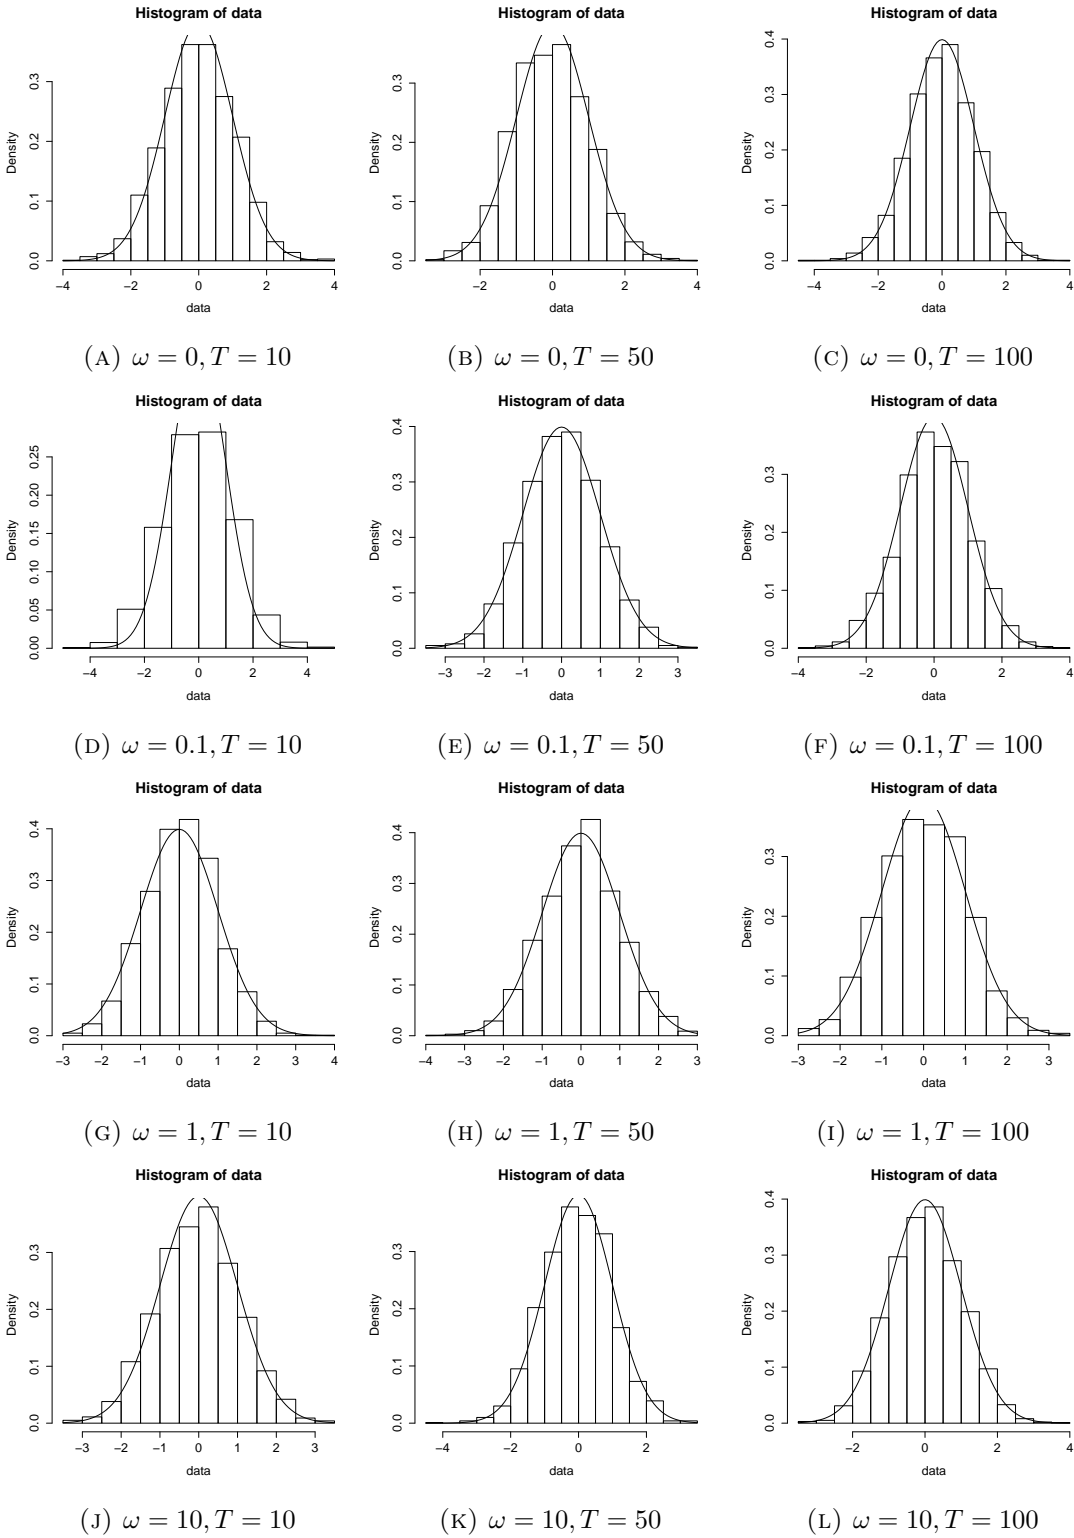 Histogram of data
Density
0.0 0.1 0.2 0.3
−4 −2 0 2 4
data
(A) ω = 0, T = 10
Histogram of data
Density
0.0 0.1 0.2 0.3
−2 0 2 4
data
(B) ω = 0, T = 50
Histogram of data
Density
0.0 0.1 0.2 0.3 0.4
−4 −2 0 2 4
data
(C) ω = 0, T = 100
Histogram of data
Density
0.00 0.05 0.10 0.15 0.20 0.25
−4 −2 0 2 4
data
(D) ω = 0.1, T = 10
Histogram of data
Density
0.0 0.1 0.2 0.3 0.4
−3 −2 −1 0 1 2 3
data
(E) ω = 0.1, T = 50
Histogram of data
Density
0.0 0.1 0.2 0.3
−4 −2 0 2 4
data
(F) ω = 0.1, T = 100
Histogram of data
Density
0.0 0.1 0.2 0.3 0.4
−3 −2 −1 0 1 2 3 4
data
(G) ω = 1, T = 10
Histogram of data
Density
0.0 0.1 0.2 0.3 0.4
−4 −3 −2 −1 0 1 2 3
data
(H) ω = 1, T = 50
Histogram of data
Density
0.0 0.1 0.2 0.3
−3 −2 −1 0 1 2 3
data
(I) ω = 1, T = 100
Histogram of data
Density
0.0 0.1 0.2 0.3
−3 −2 −1 0 1 2 3
data
(J) ω = 10, T = 10
Histogram of data
Density
0.0 0.1 0.2 0.3
−4 −2 0 2
data
(K) ω = 10, T = 50
Histogram of data
Density
0.0 0.1 0.2 0.3 0.4
−2 0 2 4
data
(L) ω = 10, T = 100